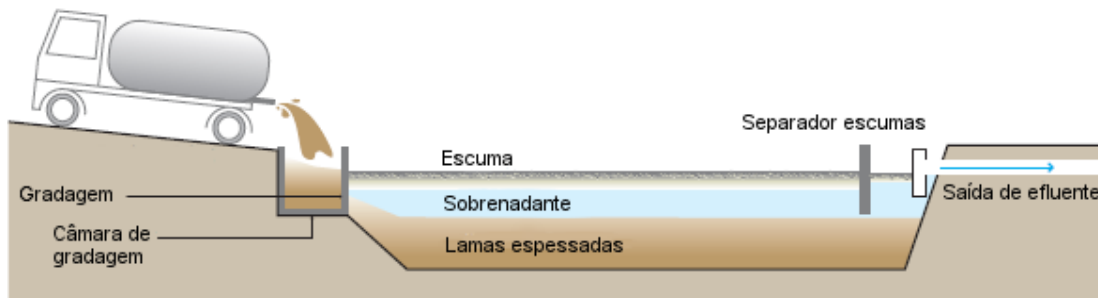 Separador escumas
Escuma
Gradagem
Sobrenadante
Saída de efluente
Câmara de
gradagem
Lamas espessadas